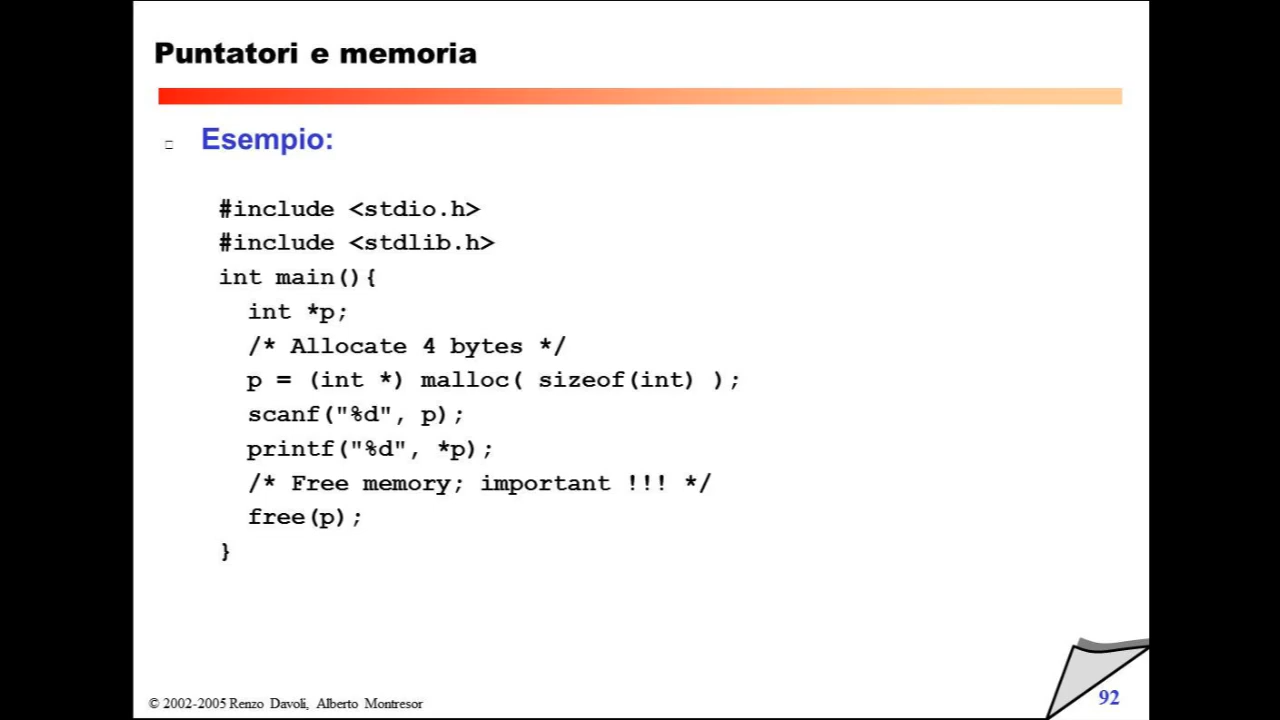 Puntatori e memoria
Esempio:
#include <stdio.h>
#include <stdlib.h>
int main(){
int *p;
/* Allocate 4 bytes */
p = (int *) malloc( sizeof(int) );
scanf("%d", p);
printf("%d", *p);
/* Free memory; important !!! */
free(p);
}
© 2002-2005 Renzo Davoli, Alberto Montresor
92